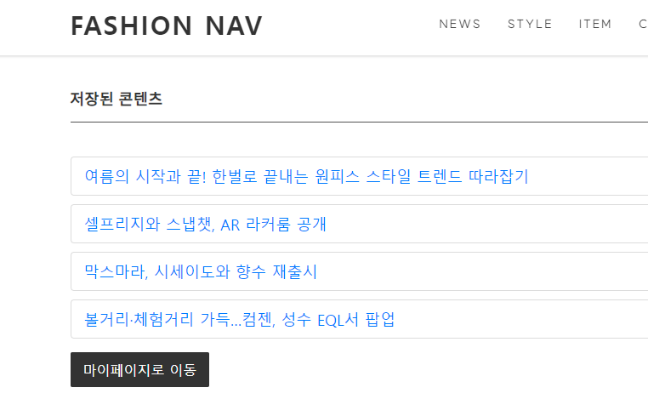 FASHION NAV
NEWS STYLE ITEM C
저장된 콘텐츠
여름의 시작과 끝! 한벌로 끝내는 원피스 스타일 트렌드 따라잡기
셀프리지와 스냅챗, AR 라커룸 공개
막스마라, 시세이도와 향수 재출시
볼거리·체험거리 가득...컴젠, 성수 EQL서 팝업
마이페이지로 이동